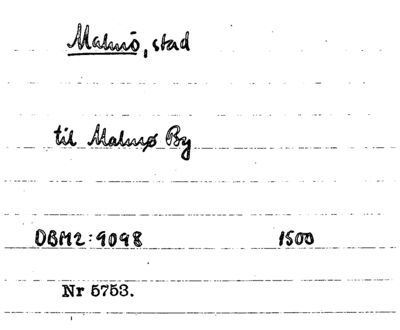 Malmö, stad
til Malmø By
DBM2:9098 1500
Nr 5753.